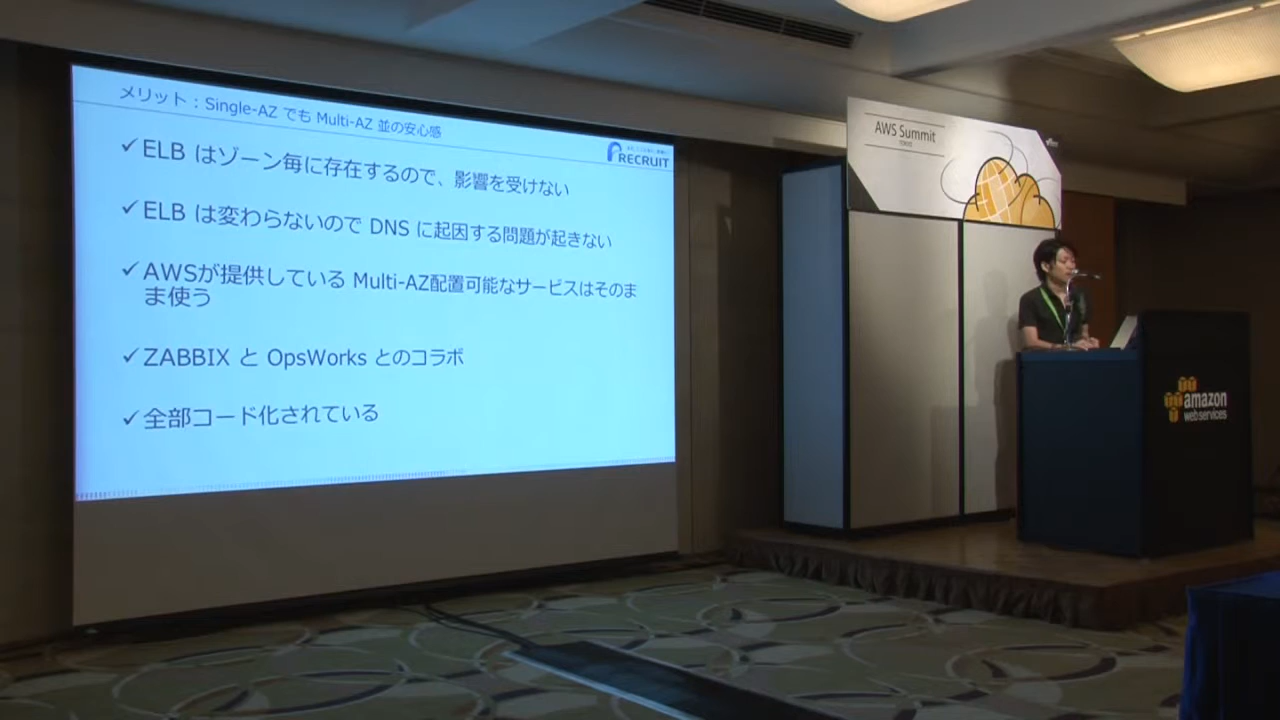 メリット：Single-AZ でも Multi-AZ 並の安心感
RECRUIT
✓ELB はゾーン毎に存在するので、影響を受けない
✓ELB は変わらないので DNS に起因する問題が起きない
✓AWSが提供している Multi-AZ配置可能なサービスはそのま
ま使う
✓ZABBIX と OpsWorks とのコラボ
✓全部コード化されている
AWS Summit
TOKYO
amazon
webservices